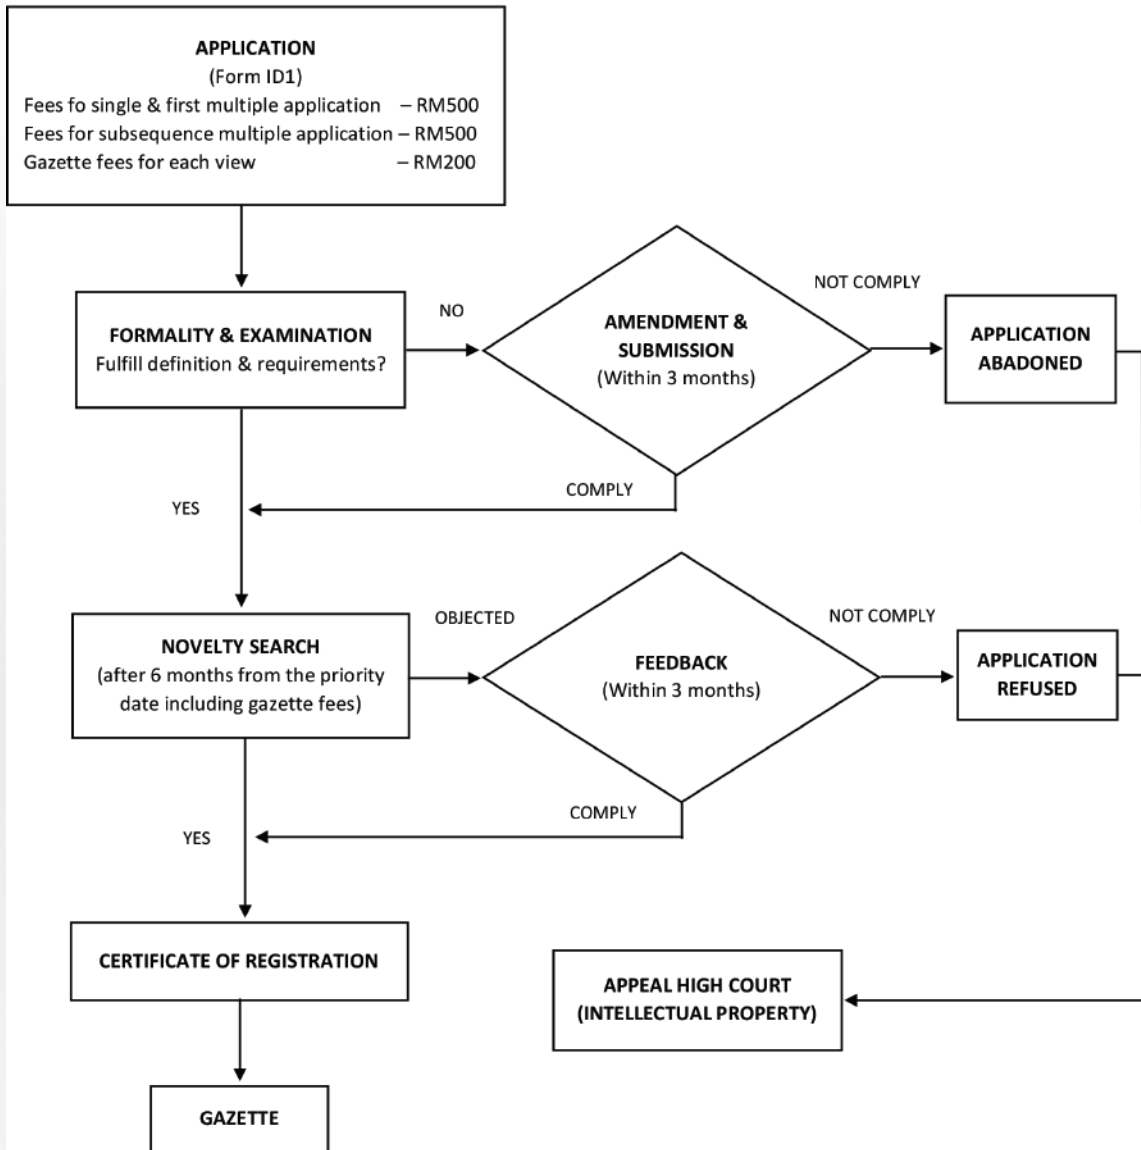 APPLICATION
(Form ID1)
Fees fo single & first multiple application – RM500
Fees for subsequence multiple application – RM500
Gazette fees for each view – RM200
FORMALITY & EXAMINATION
Fulfill definition & requirements?
NO
AMENDMENT &
SUBMISSION
(Within 3 months)
NOT COMPLY
APPLICATION
ABADONED
COMPLY
YES
NOVELTY SEARCH
(after 6 months from the priority
date including gazette fees)
OBJECTED
FEEDBACK
(Within 3 months)
NOT COMPLY
APPLICATION
REFUSED
COMPLY
YES
CERTIFICATE OF REGISTRATION
APPEAL HIGH COURT
(INTELLECTUAL PROPERTY)
GAZETTE